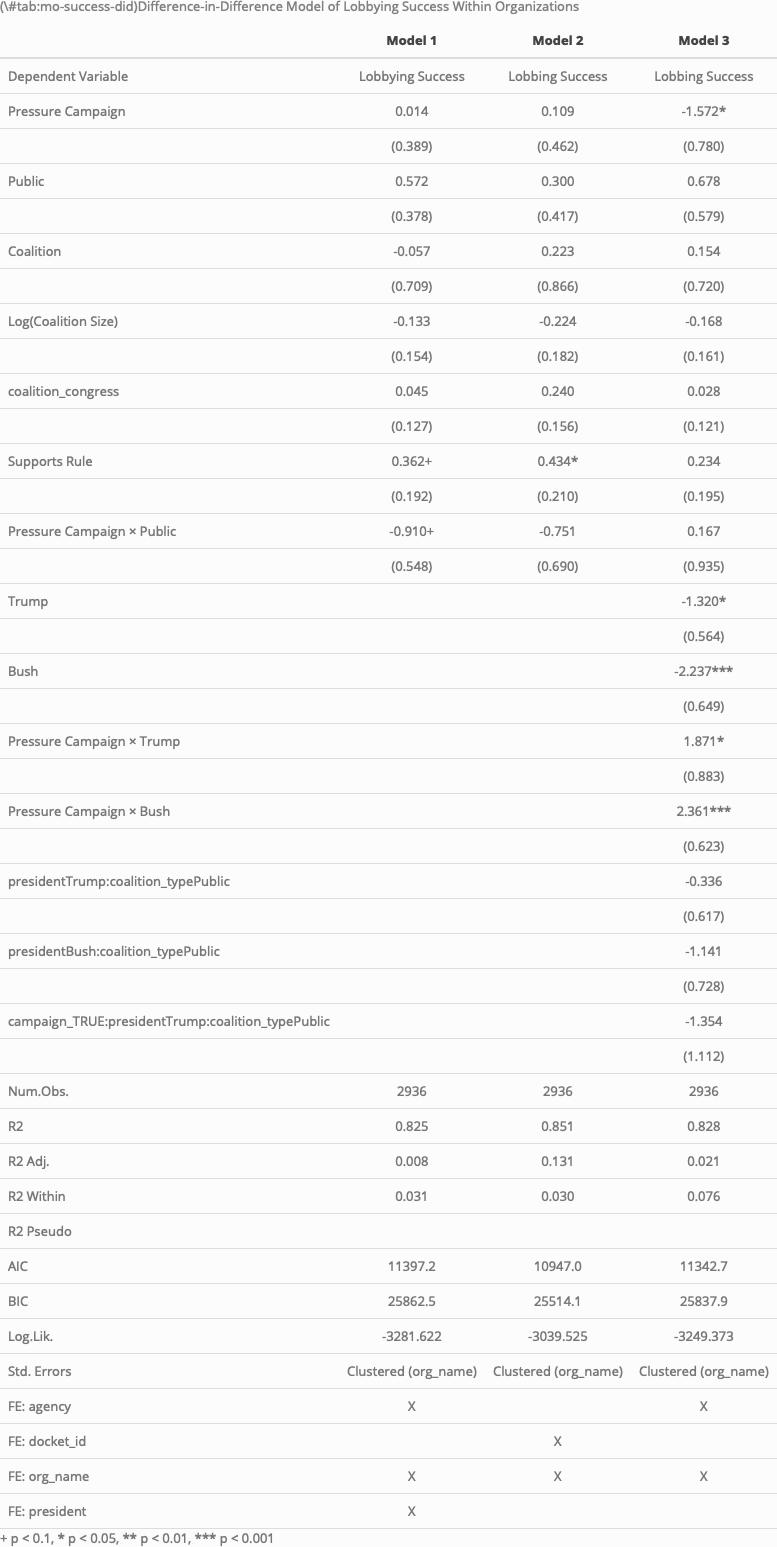 (\#tab:mo-success-did)Difference-in-Difference Model of Lobbying Success Within Organizations
Model 1 Model 2 Model 3
Dependent Variable Lobbying Success Lobbing Success Lobbing Success
Pressure Campaign 0.014 0.109 -1.572*
(0.389) (0.462) (0.780)
Public 0.572 0.300 0.678
(0.378) (0.417) (0.579)
Coalition -0.057 0.223 0.154
(0.709) (0.866) (0.720)
Log(Coalition Size) -0.133 -0.224 -0.168
(0.154) (0.182) (0.161)
coalition_congress 0.045 0.240 0.028
(0.127) (0.156) (0.121)
Supports Rule 0.362+ 0.434* 0.234
(0.192) (0.210) (0.195)
Pressure Campaign × Public -0.910+ -0.751 0.167
(0.548) (0.690) (0.935)
Trump -1.320*
(0.564)
Bush -2.237***
(0.649)
Pressure Campaign × Trump 1.871*
(0.883)
Pressure Campaign × Bush 2.361***
(0.623)
presidentTrump:coalition_typePublic -0.336
(0.617)
presidentBush:coalition_typePublic -1.141
(0.728)
campaign_TRUE:presidentTrump:coalition_typePublic -1.354
(1.112)
Num.Obs. 2936 2936 2936
R2 0.825 0.851 0.828
R2 Adj. 0.008 0.131 0.021
R2 Within 0.031 0.030 0.076
R2 Pseudo
AIC 11397.2 10947.0 11342.7
BIC 25862.5 25514.1 25837.9
Log.Lik. -3281.622 -3039.525 -3249.373
Std. Errors Clustered (org_name) Clustered (org_name) Clustered (org_name)
FE: agency X X
FE: docket_id X
FE: org_name X X X
FE: president X
+ p < 0.1, * p < 0.05, ** p < 0.01, *** p < 0.001